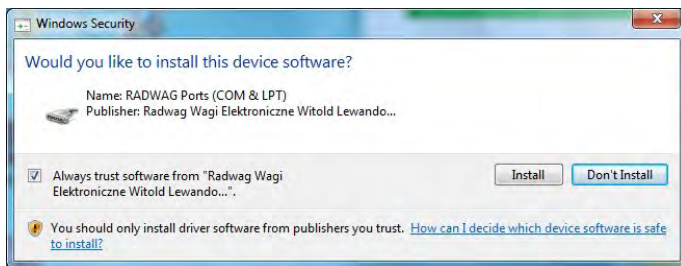 Windows Security
Would you like to install this device software?
Name: RADWAG Ports (COM & LPT)
Publisher: Radwag Wagi Elektroniczne Witold Lewando...
Always trust software from "Radwag Wagi
Elektroniczne Witold Lewando...".
Install
Don't Install
You should only install driver software from publishers you trust. How can I decide which device software is safe
to install?